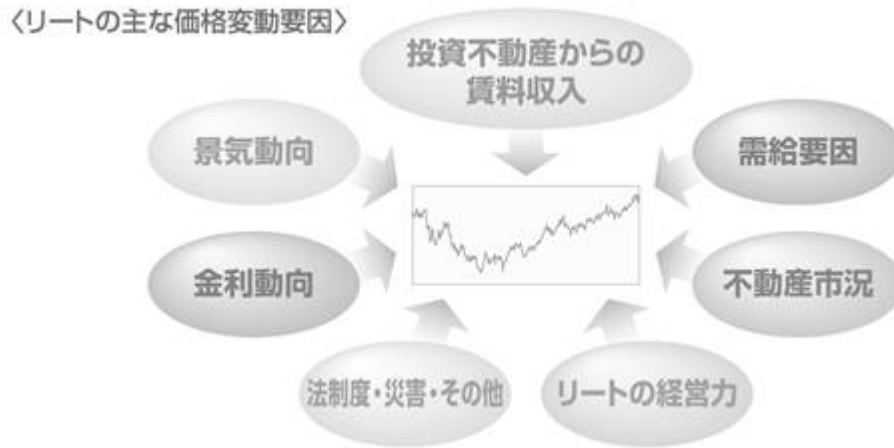 〈リートの主な価格変動要因〉
投資不動産からの
賃料収入
景気動向
需給要因
金利動向
不動産市況
法制度・災害・その他
リートの経営力